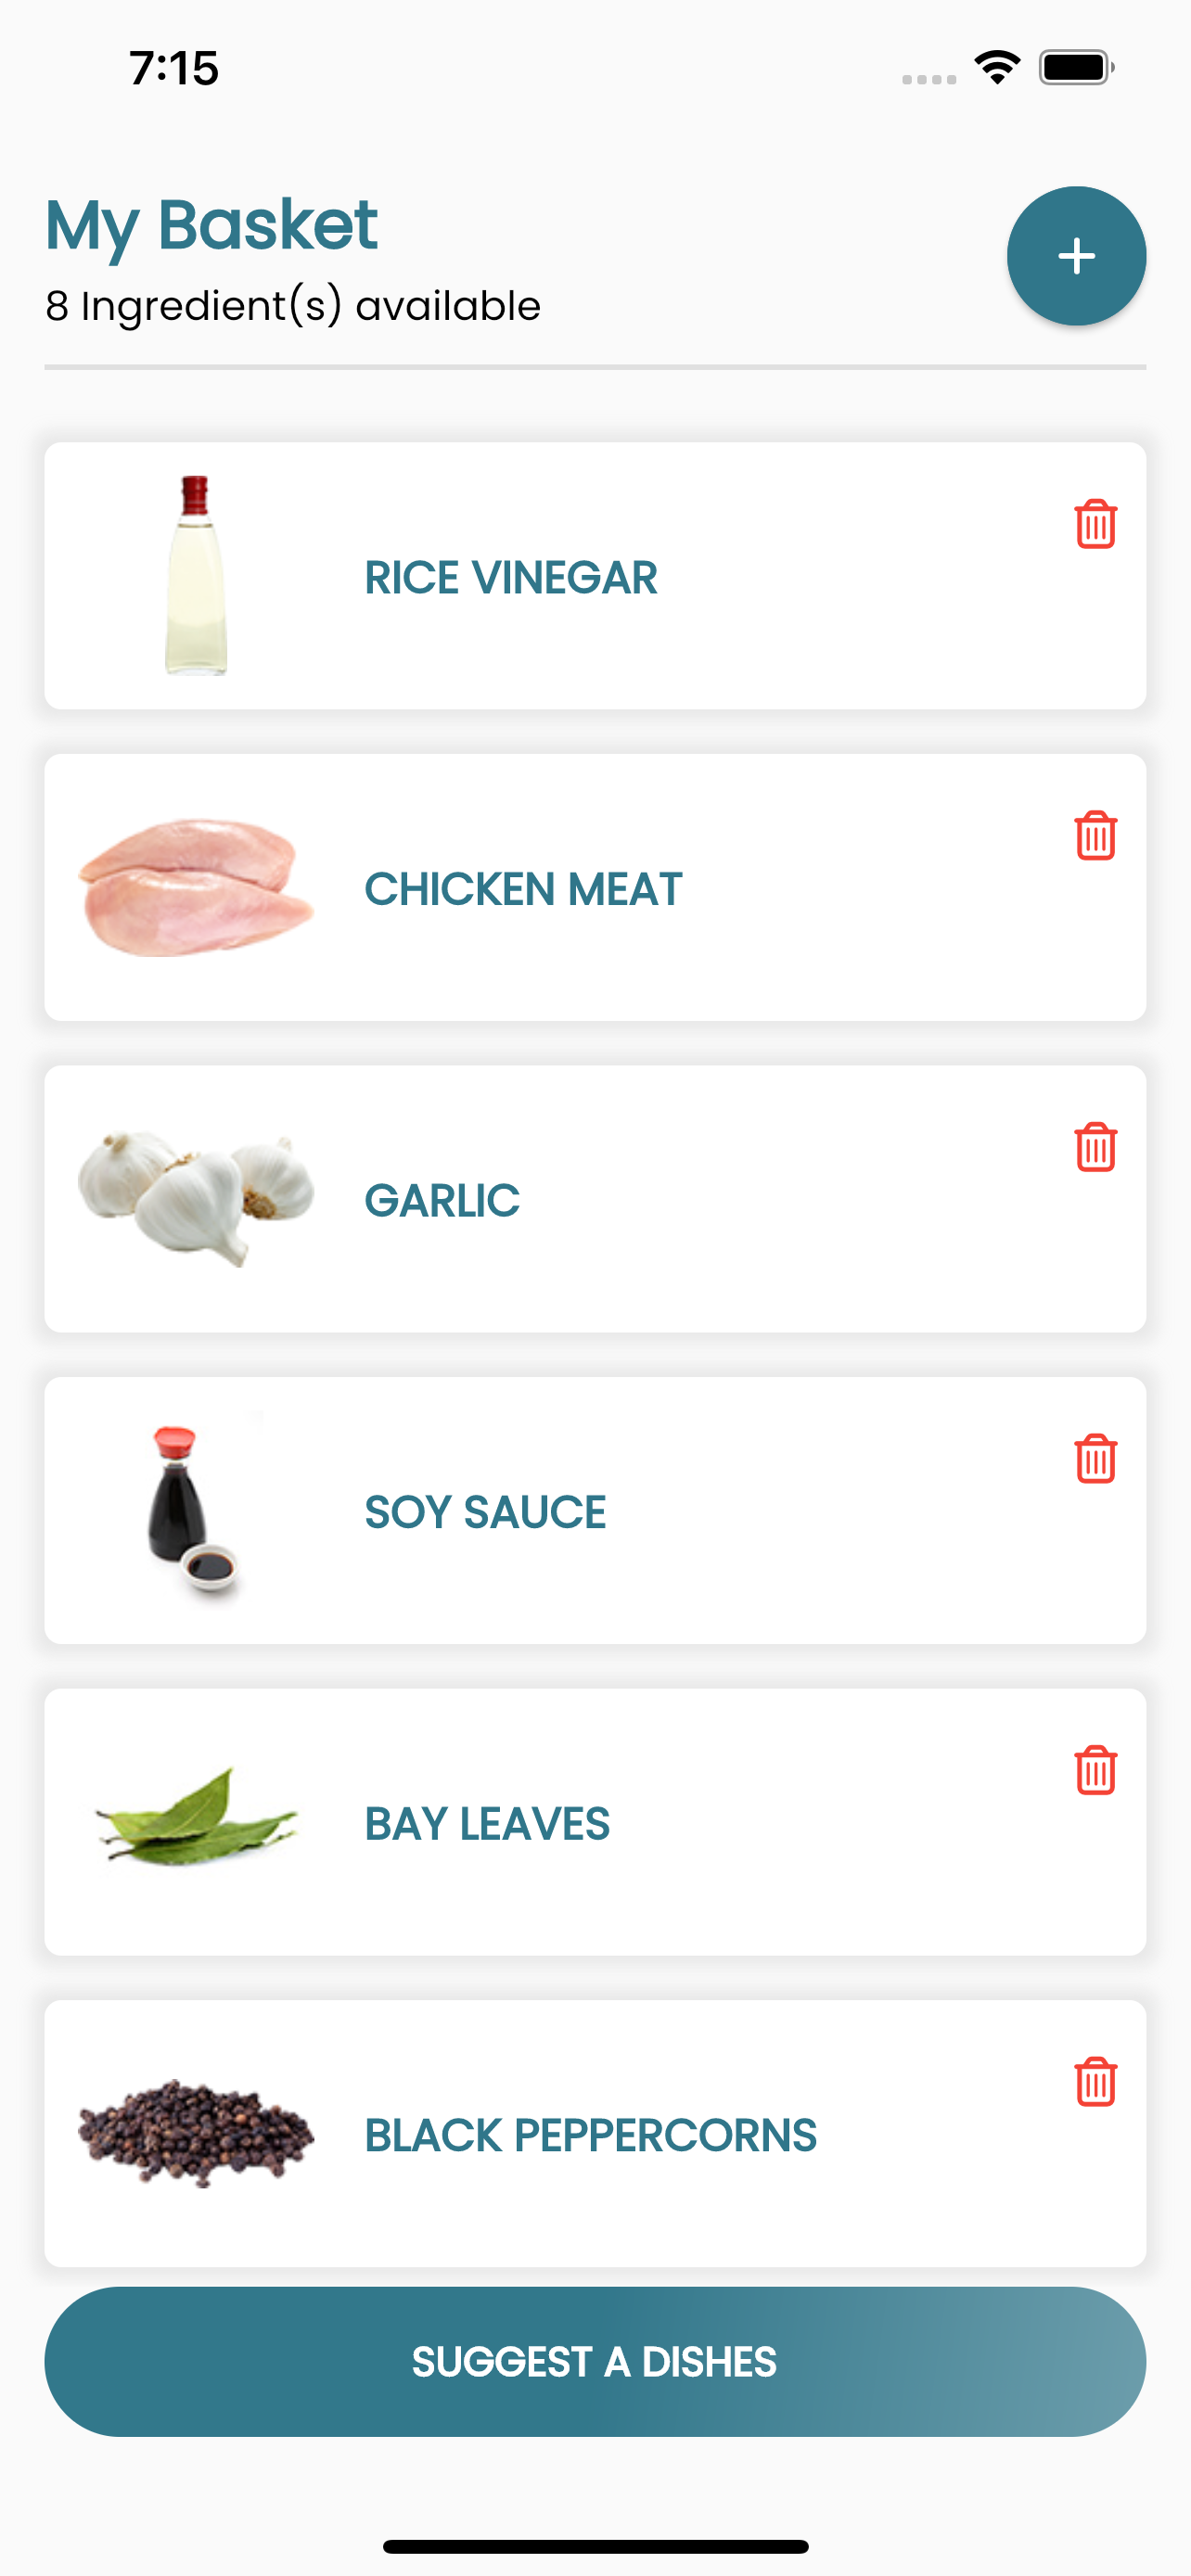 7:15
My Basket
8 Ingredient(s) available
RICE VINEGAR
CHICKEN MEAT
GARLIC
SOY SAUCE
BAY LEAVES
BLACK PEPPERCORNS
SUGGEST A DISHES